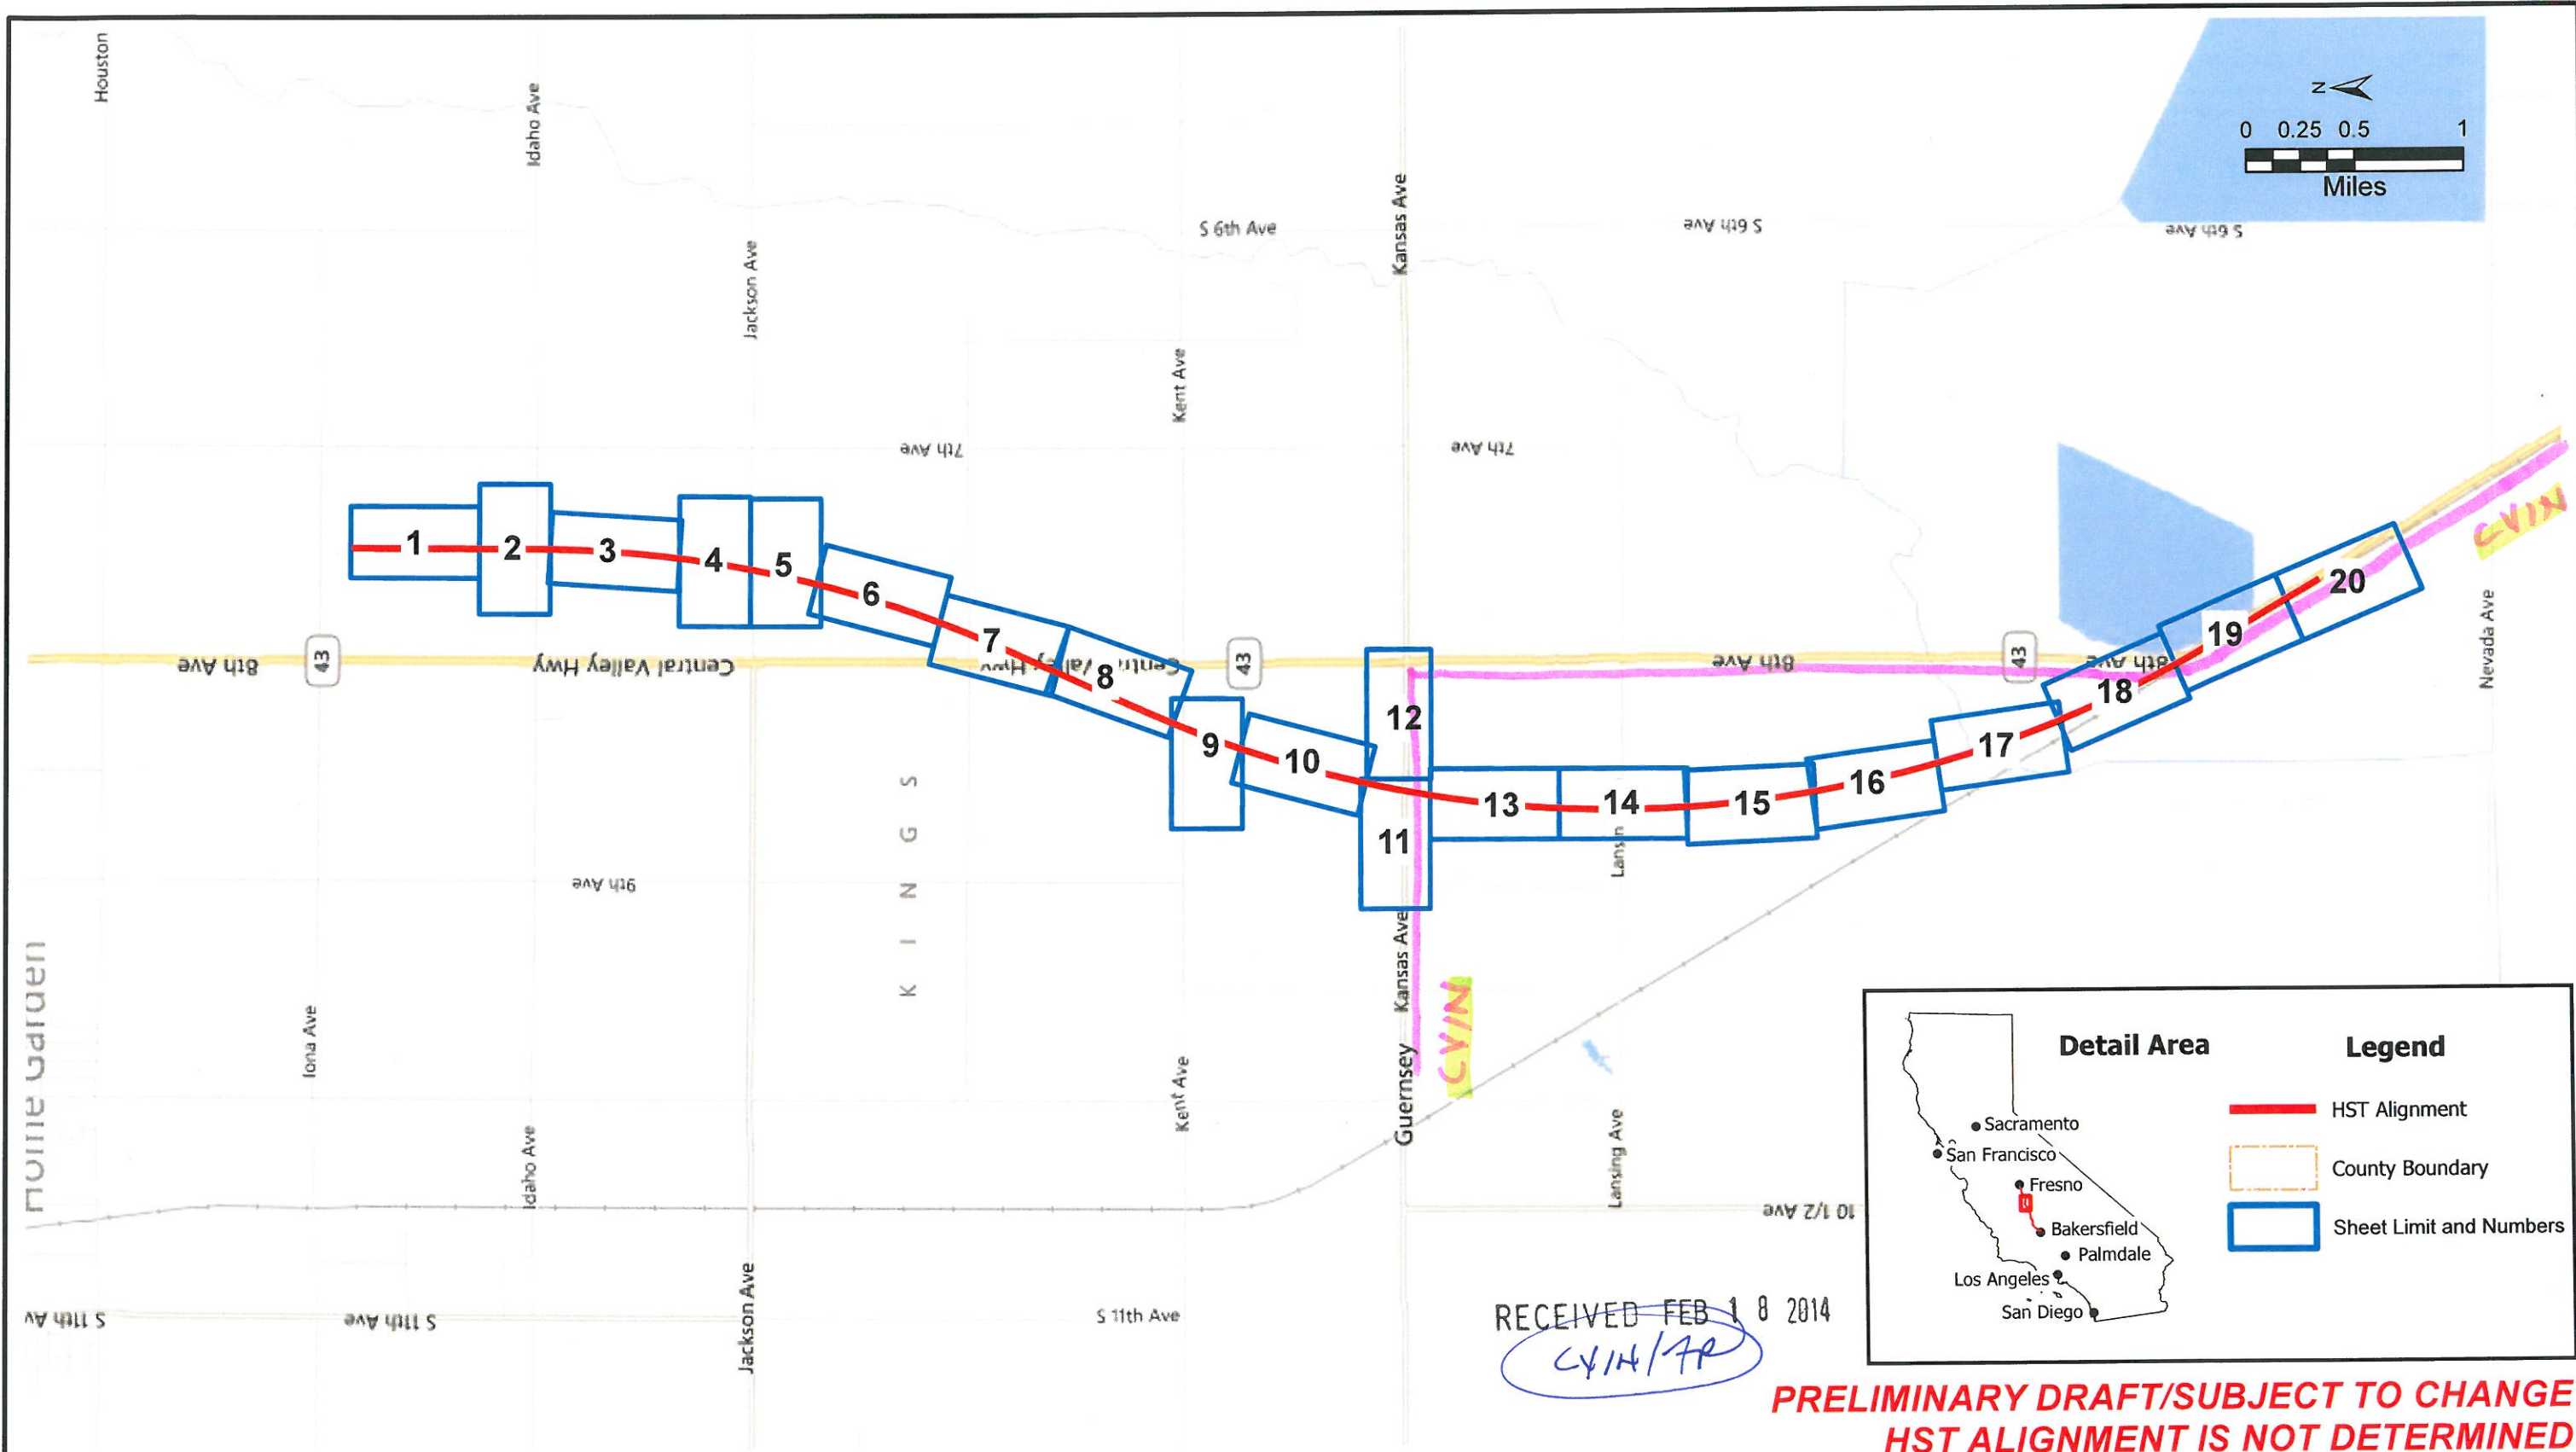 Houston
Idaho Ave
Jackson Ave
Kent Ave
Kansas Ave
S 6th Ave
S 6th Ave
S 6th Ave
N
0 0.25 0.5 1
Miles
7th Ave
7th Ave
1
2
3
4
5
6
7
8
9
10
11
12
13
14
15
16
17
18
19
20
8th Ave
43
Central Valley Hwy
43
8th Ave
43
8th Ave
CVIN
Nevada Ave
KINGS
9th Ave
Home Garden
Iona Ave
Idaho Ave
Kent Ave
Kansas Ave
Guernsey
CVIN
Lansing Ave
10 1/2 Ave
S 11th Av
S 11th Ave
Jackson Ave
S 11th Ave
RECEIVED FEB 18 2014
Detail Area
Sacramento
San Francisco
Fresno
Bakersfield
Palmdale
Los Angeles
San Diego
Legend
HST Alignment
County Boundary
Sheet Limit and Numbers
PRELIMINARY DRAFT/SUBJECT TO CHANGE
HST ALIGNMENT IS NOT DETERMINED